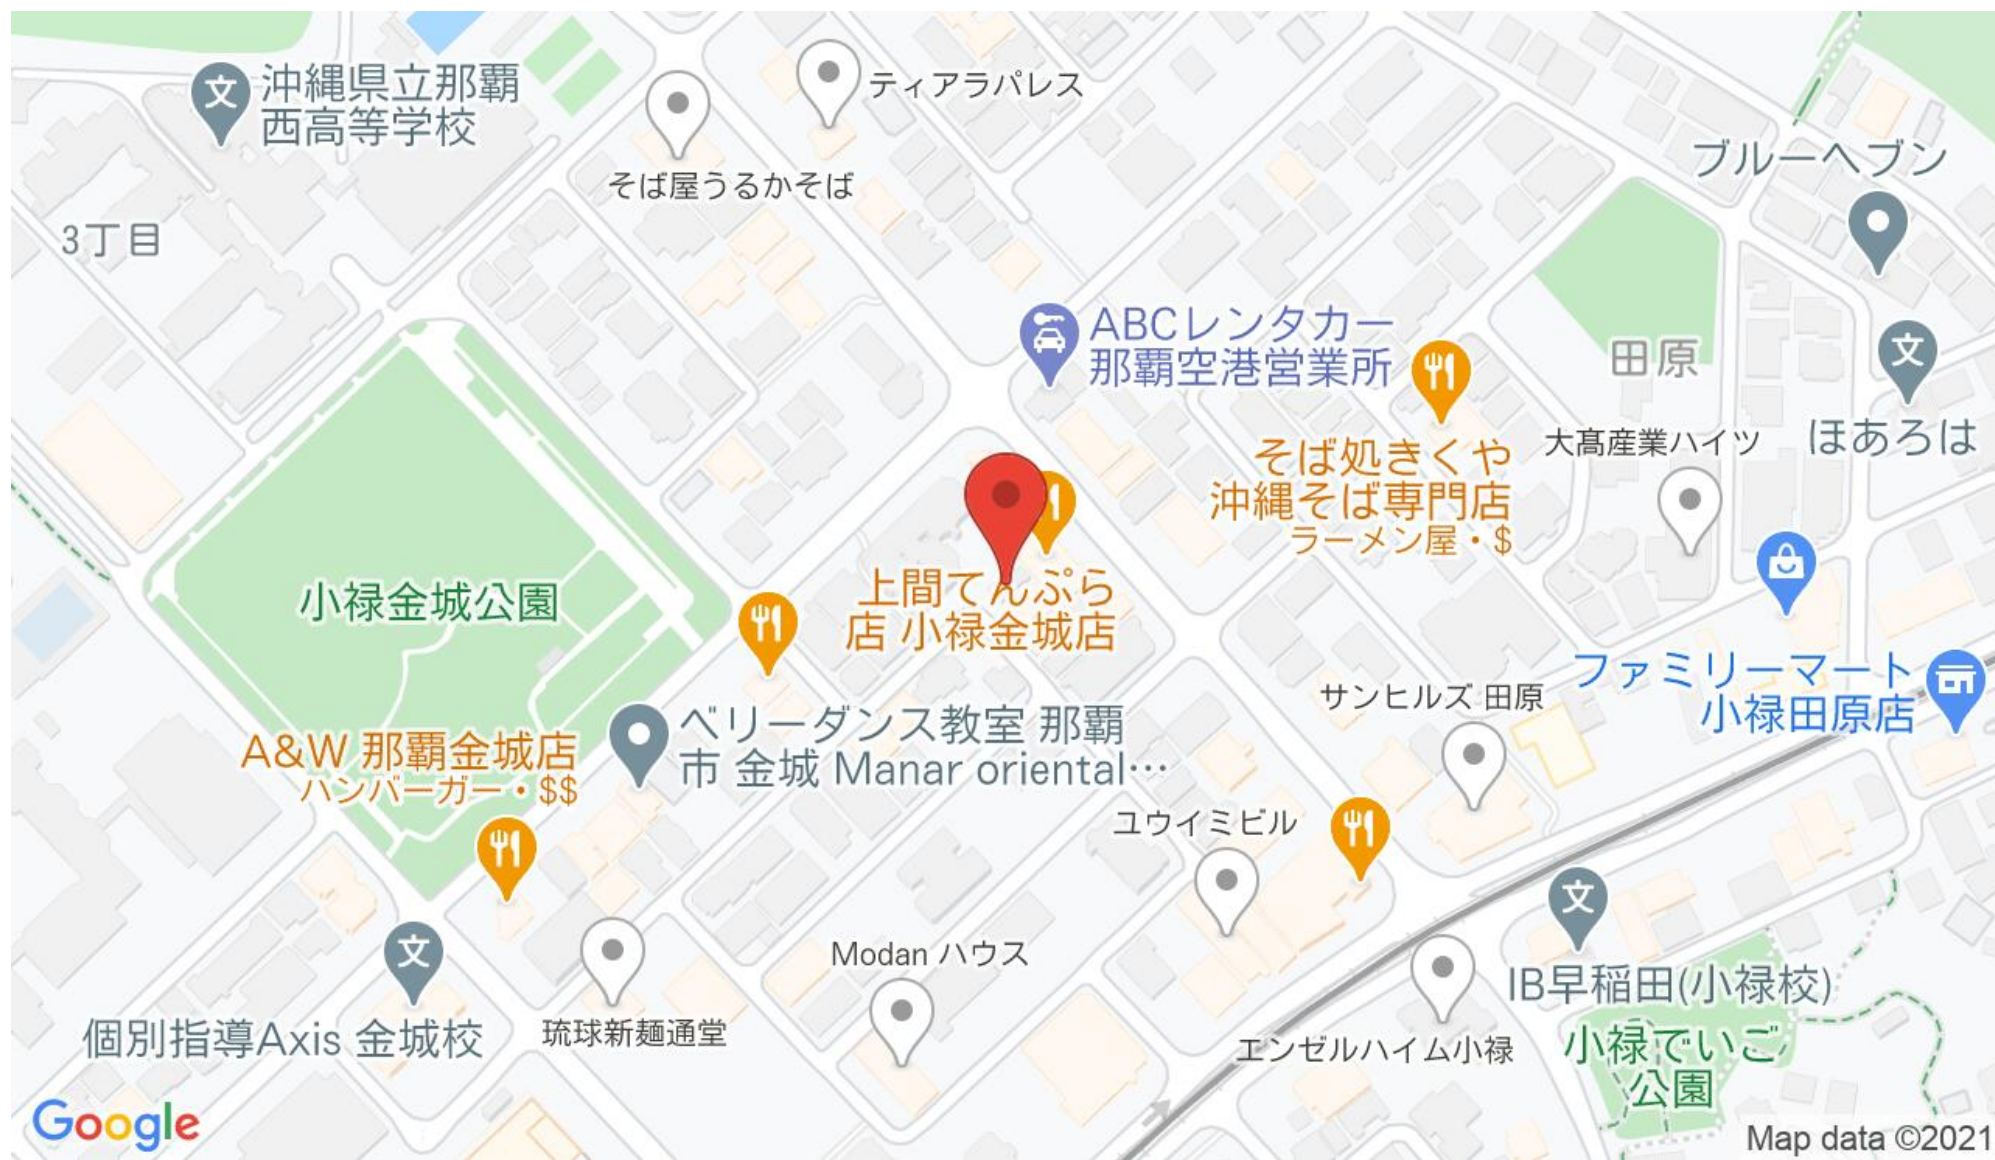 沖縄県立那覇
西高等学校
ティアラパレス
そば屋うるかそば
ブルーヘブン
3丁目
ABCレンタカー
那覇空港営業所
田原
そば処きくや
沖縄そば専門店
ラーメン屋・$
大髙産業ハイツ
ほあろは
小禄金城公園
上間てんぷら
店 小禄金城店
ファミリーマート
小禄田原店
サンヒルズ 田原
A&W 那覇金城店
ハンバーガー・$$
ベリーダンス教室 那覇
市 金城 Manar oriental…
ユウイミビル
Modan ハウス
IB早稲田(小禄校)
個別指導Axis 金城校
琉球新麺通堂
エンゼルハイム小禄
小禄でいご
公園
Google
Map data ©2021
文
文
文
文